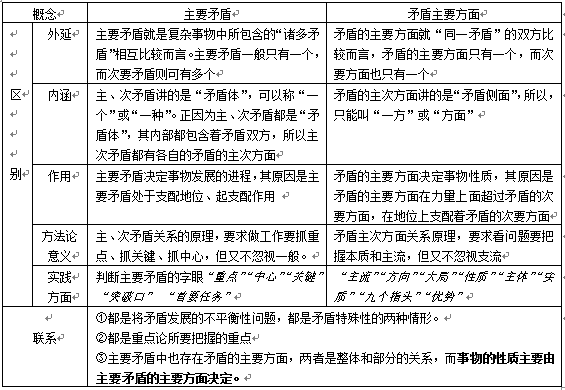 概念 主要矛盾 矛盾主要方面
区
别
外延
主要矛盾就是复杂事物中所包含的“诸多矛
盾”相互比较而言。主要矛盾一般只有一个，
而次要矛盾则可有多个
矛盾的主要方面就“同一矛盾”的双方比
较而言，矛盾的主要方面只有一个，而次
要方面也只有一个
内涵
主、次矛盾讲的是“矛盾体”，可以称“一
个”或“一种”。正因为主、次矛盾都是“矛
盾体”，其内部都包含着矛盾双方，所以主
次矛盾都有各自的矛盾的主次方面
矛盾的主次方面讲的是“矛盾侧面”，所以，
只能叫“一方”或“方面”
作用
主要矛盾决定事物发展的进程，其原因是主
要矛盾处于支配地位、起支配作用
矛盾的主要方面决定事物性质，其原因是
矛盾的主要方面在力量上超过矛盾的次
要方面，在地位上支配着矛盾的次要方面
方法论
意义
主、次矛盾关系的原理，要求做工作要抓重
点、抓关键、抓中心，但又不忽视一般。
矛盾主次方面关系原理，要求看问题要把
握本质和主流，但又不忽视支流
实践
方面
判断主要矛盾的字眼“重点”“中心”“关键”
“突破口” “首要任务”
“主流”“方向”“大局”“性质”“主体”“实
质”“九个指头”“优势”
联系
①都是将矛盾发展的不平衡性问题，都是矛盾特殊性的两种情形。
②都是重点论所要把握的重点
③主要矛盾中也存在矛盾的主要方面，两者是整体和部分的关系，而事物的性质主要由
主要矛盾的主要方面决定。